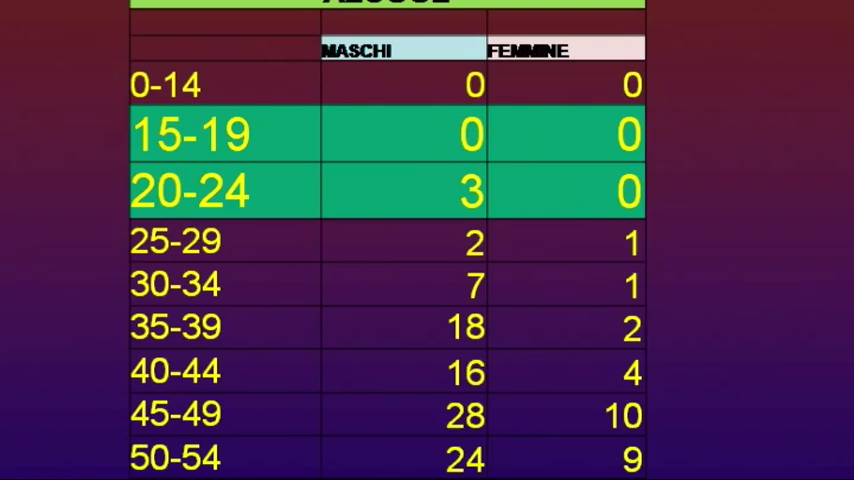 MASCHI FEMMINE
0-14 0 0
15-19 0 0
20-24 3 0
25-29 2 1
30-34 7 1
35-39 18 2
40-44 16 4
45-49 28 10
50-54 24 9